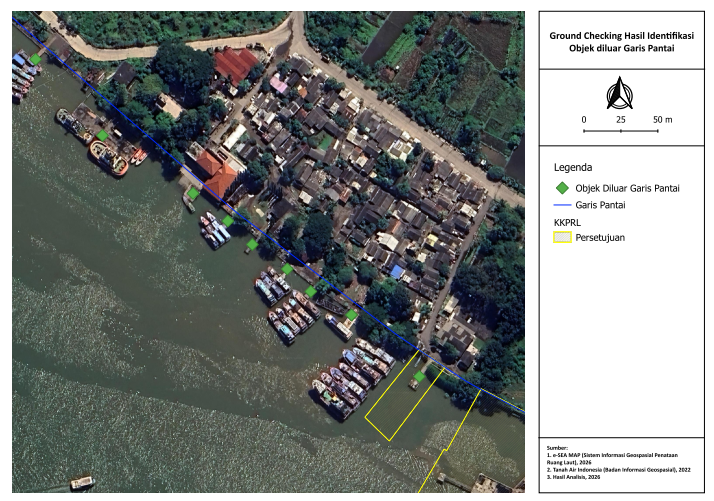 Ground Checking Hasil Identifikasi
Objek diluar Garis Pantai
0 25 50 m
Legenda
Objek Diluar Garis Pantai
Garis Pantai
KKPRL
Persetujuan
Sumber:
1. e-SEA MAP (Sistem Informasi Geospasial Penataan
Ruang Laut), 2026
2. Tanah Air Indonesia (Badan Informasi Geospasial), 2022
3. Hasil Analisis, 2026